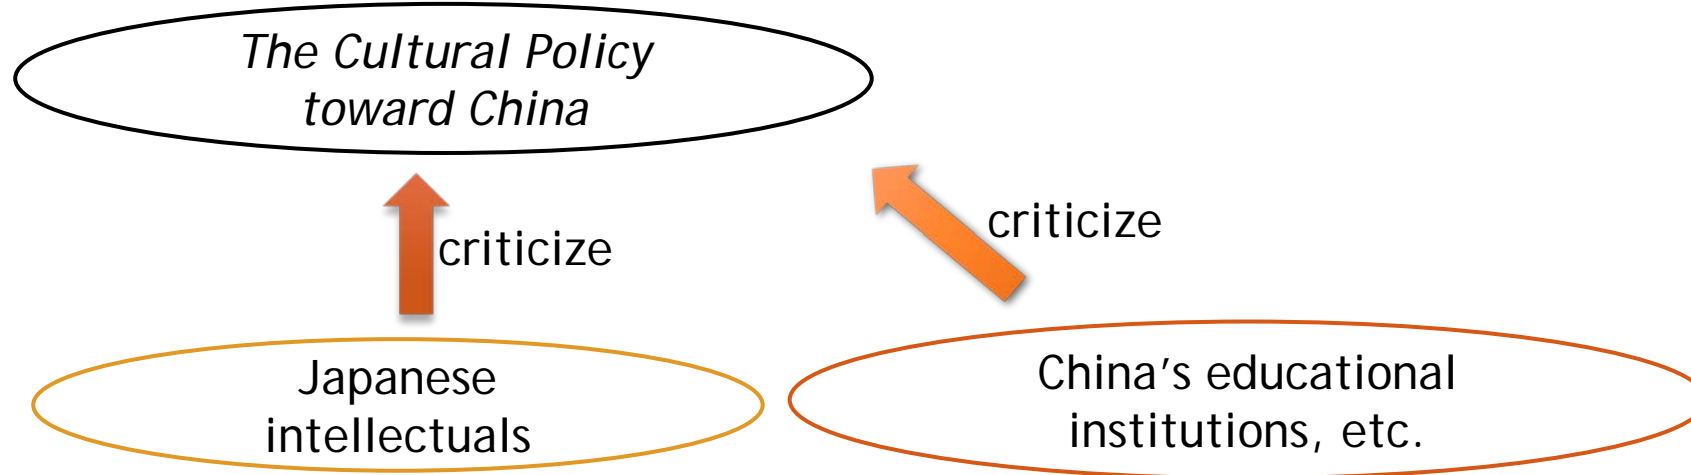 The Cultural Policy
toward China
criticize
criticize
Japanese
intellectuals
China’s educational
institutions, etc.